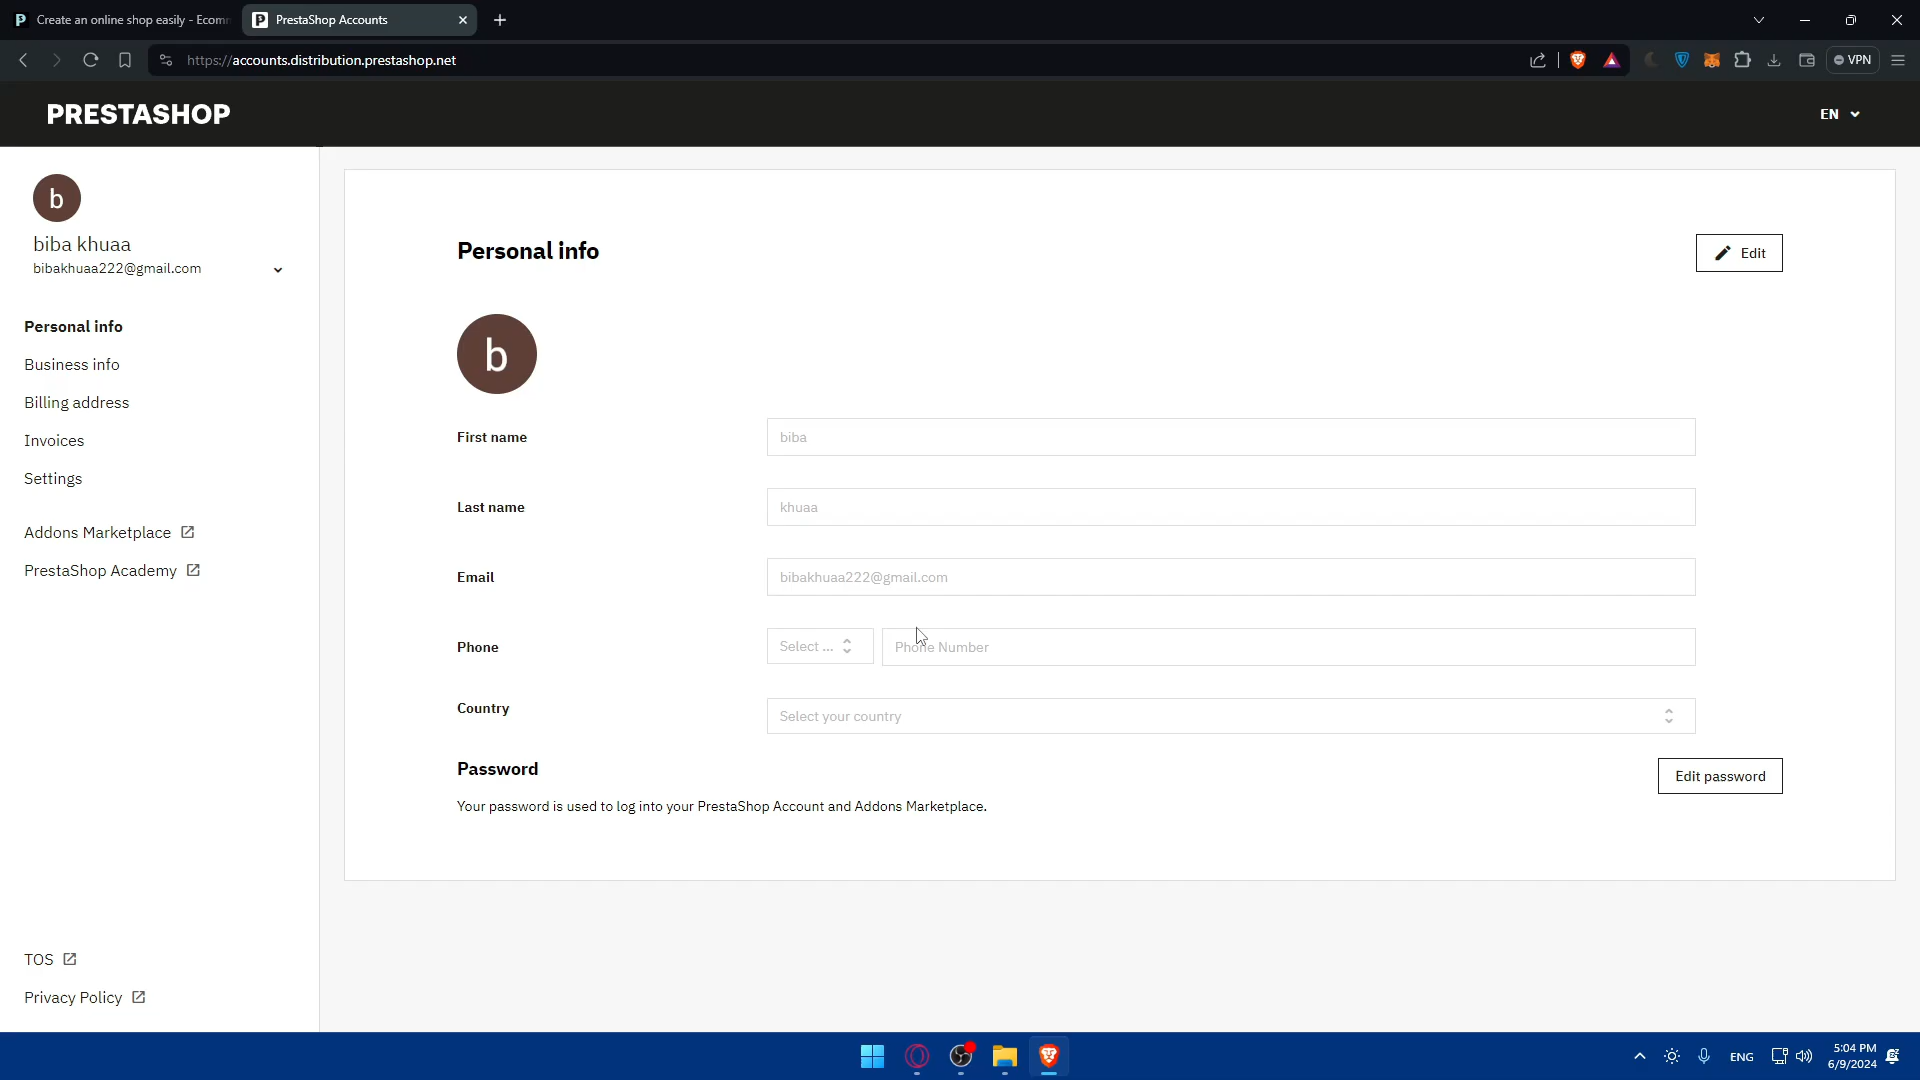 Create an online shop easily - Ecom
PrestaShop Accounts
https://accounts.distribution.prestashop.net
VPN
PRESTASHOP
EN
b
biba khuaa
bibakhuaa222@gmail.com
Personal info
Business info
Billing address
Invoices
Settings
Addons Marketplace
PrestaShop Academy
TOS
Privacy Policy
Personal info
Edit
b
First name
biba
Last name
khuaa
Email
bibakhuaa222@gmail.com
Phone
Select ...
Phone Number
Country
Select your country
Password
Edit password
Your password is used to log into your PrestaShop Account and Addons Marketplace.
ENG
5:04 PM
6/9/2024